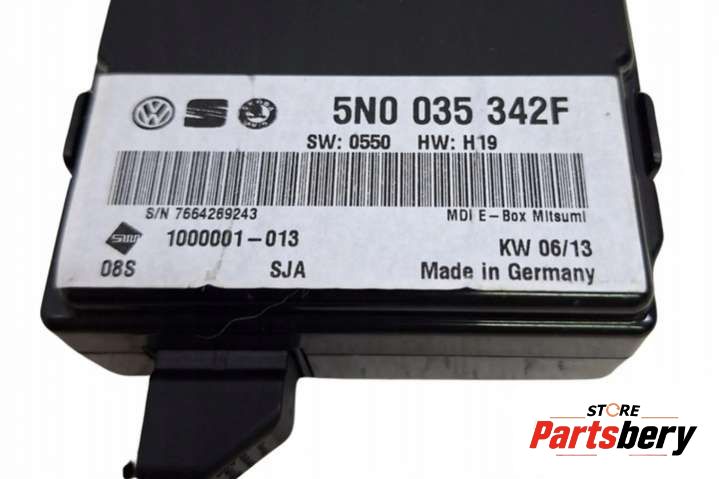 5N0 035 342F
SW: 0550 HW: H19
S/N 7664269243 MDI E-Box Mitsumi
1000001-013 KW 06/13
08S SJA Made in Germany
STORE
Partsbery